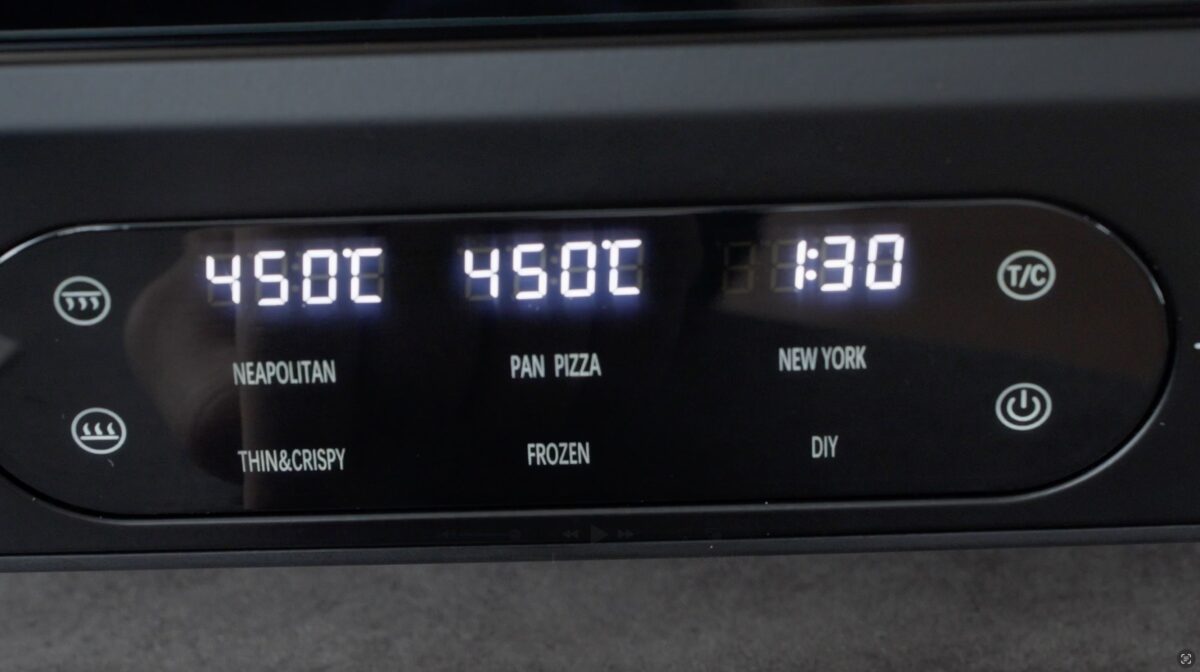 450°C 450°C 1:30 T/C
NEAPOLITAN PAN PIZZA NEW YORK
THIN&CRISPY FROZEN DIY